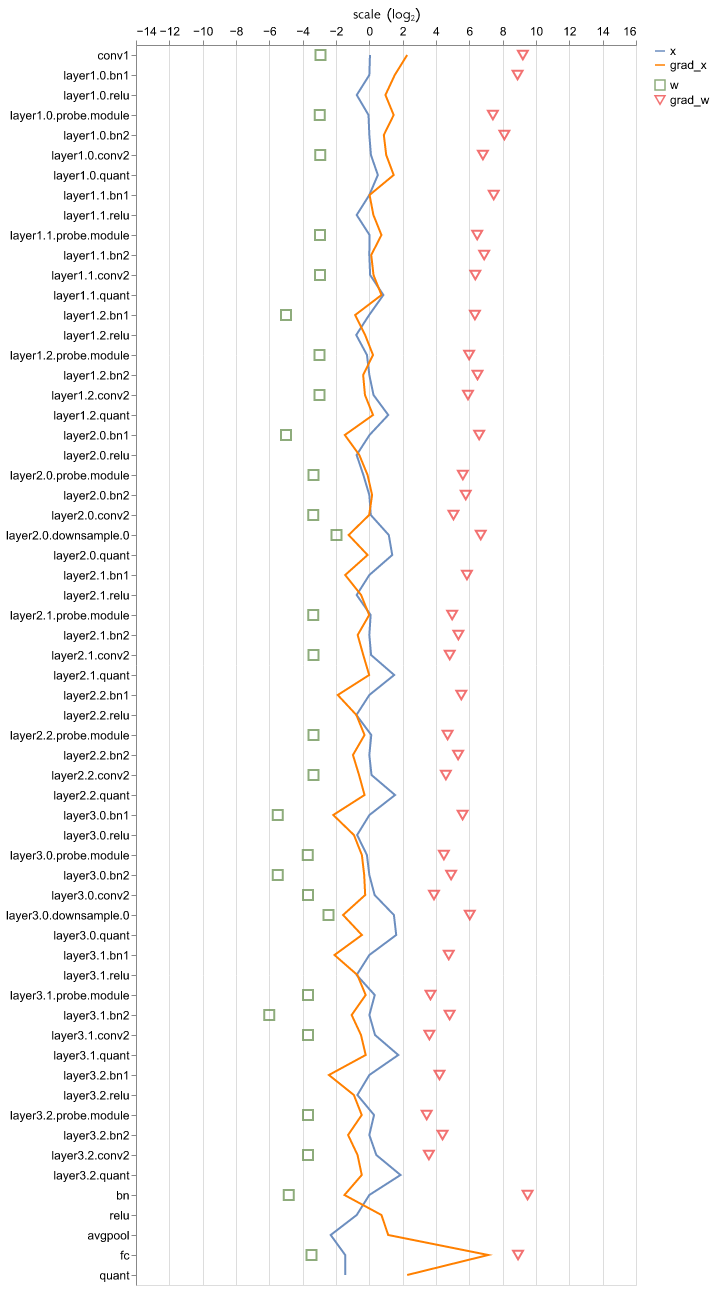 scale (log₂)
−14 −12 −10 −8 −6 −4 −2 0 2 4 6 8 10 12 14 16
x
grad_x
w
grad_w
conv1
layer1.0.bn1
layer1.0.relu
layer1.0.probe.module
layer1.0.bn2
layer1.0.conv2
layer1.0.quant
layer1.1.bn1
layer1.1.relu
layer1.1.probe.module
layer1.1.bn2
layer1.1.conv2
layer1.1.quant
layer1.2.bn1
layer1.2.relu
layer1.2.probe.module
layer1.2.bn2
layer1.2.conv2
layer1.2.quant
layer2.0.bn1
layer2.0.relu
layer2.0.probe.module
layer2.0.bn2
layer2.0.conv2
layer2.0.downsample.0
layer2.0.quant
layer2.1.bn1
layer2.1.relu
layer2.1.probe.module
layer2.1.bn2
layer2.1.conv2
layer2.1.quant
layer2.2.bn1
layer2.2.relu
layer2.2.probe.module
layer2.2.bn2
layer2.2.conv2
layer2.2.quant
layer3.0.bn1
layer3.0.relu
layer3.0.probe.module
layer3.0.bn2
layer3.0.conv2
layer3.0.downsample.0
layer3.0.quant
layer3.1.bn1
layer3.1.relu
layer3.1.probe.module
layer3.1.bn2
layer3.1.conv2
layer3.1.quant
layer3.2.bn1
layer3.2.relu
layer3.2.probe.module
layer3.2.bn2
layer3.2.conv2
layer3.2.quant
bn
relu
avgpool
fc
quant